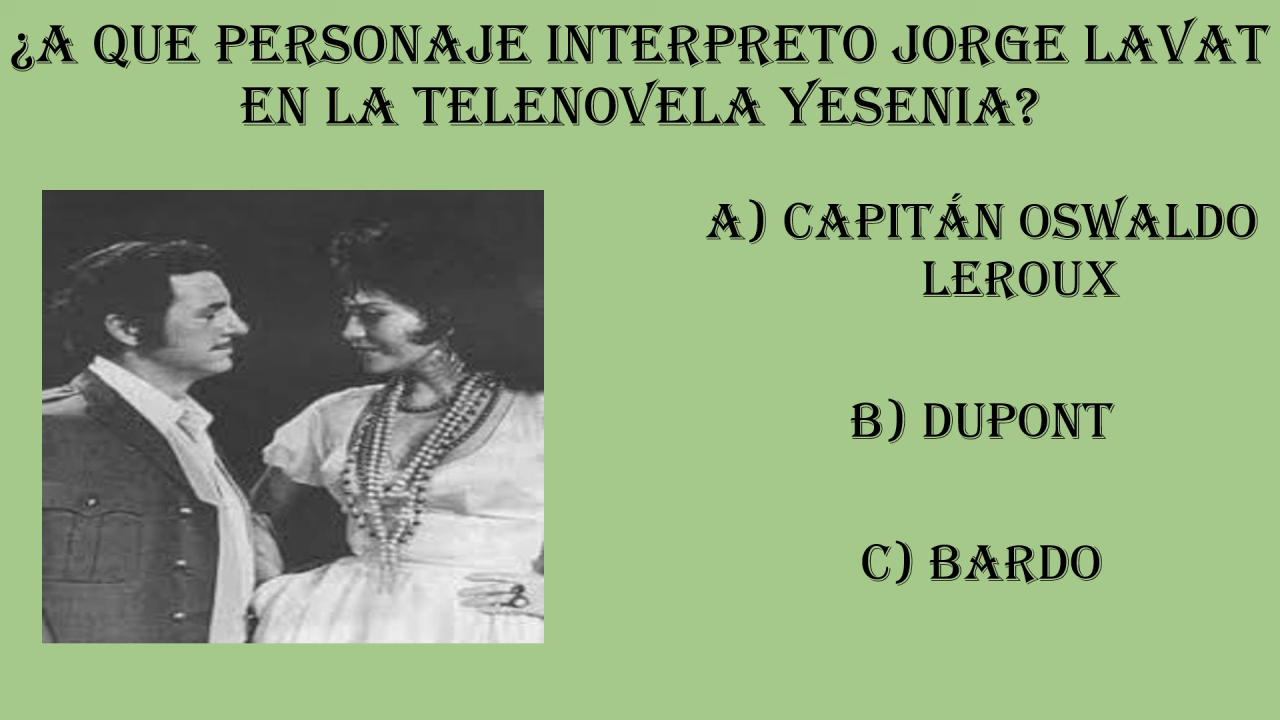 ¿A QUE PERSONAJE INTERPRETO JORGE LAVAT
EN LA TELENOVELA YESENIA?
A) CAPITÁN OSWALDO
LEROUX
B) DUPONT
C) BARDO